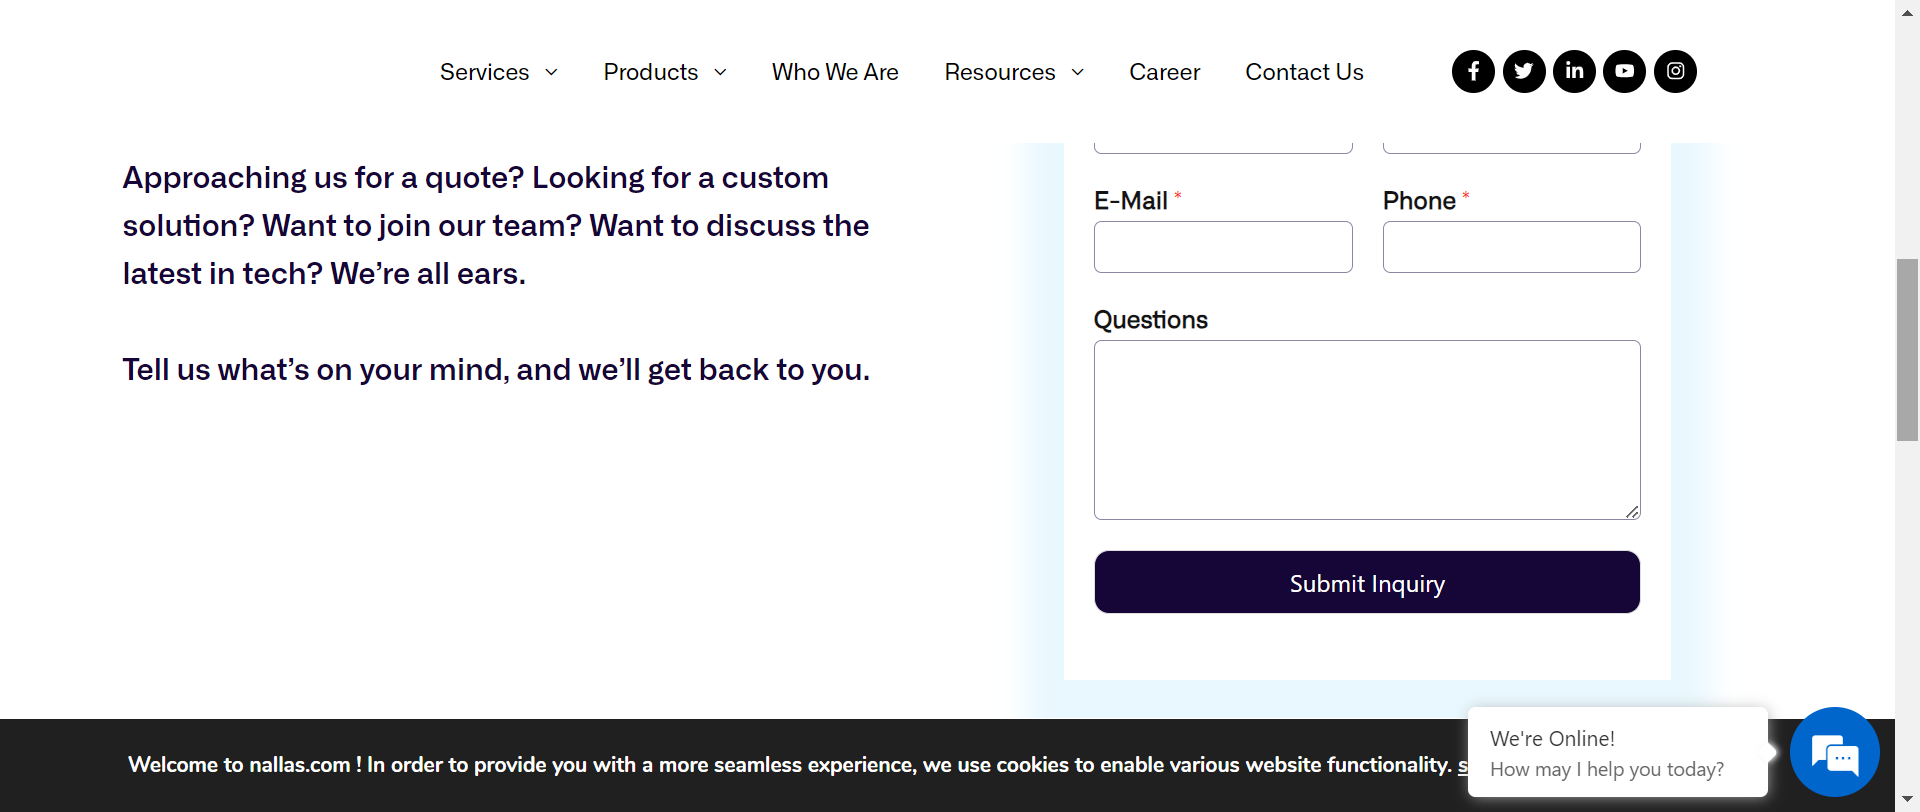 Services Products Who We Are Resources Career Contact Us
Approaching us for a quote? Looking for a custom
solution? Want to join our team? Want to discuss the
latest in tech? We’re all ears.
Tell us what’s on your mind, and we’ll get back to you.
E-Mail * Phone *
Questions
Submit Inquiry
Welcome to nallas.com ! In order to provide you with a more seamless experience, we use cookies to enable various website functionality.
We're Online!
How may I help you today?